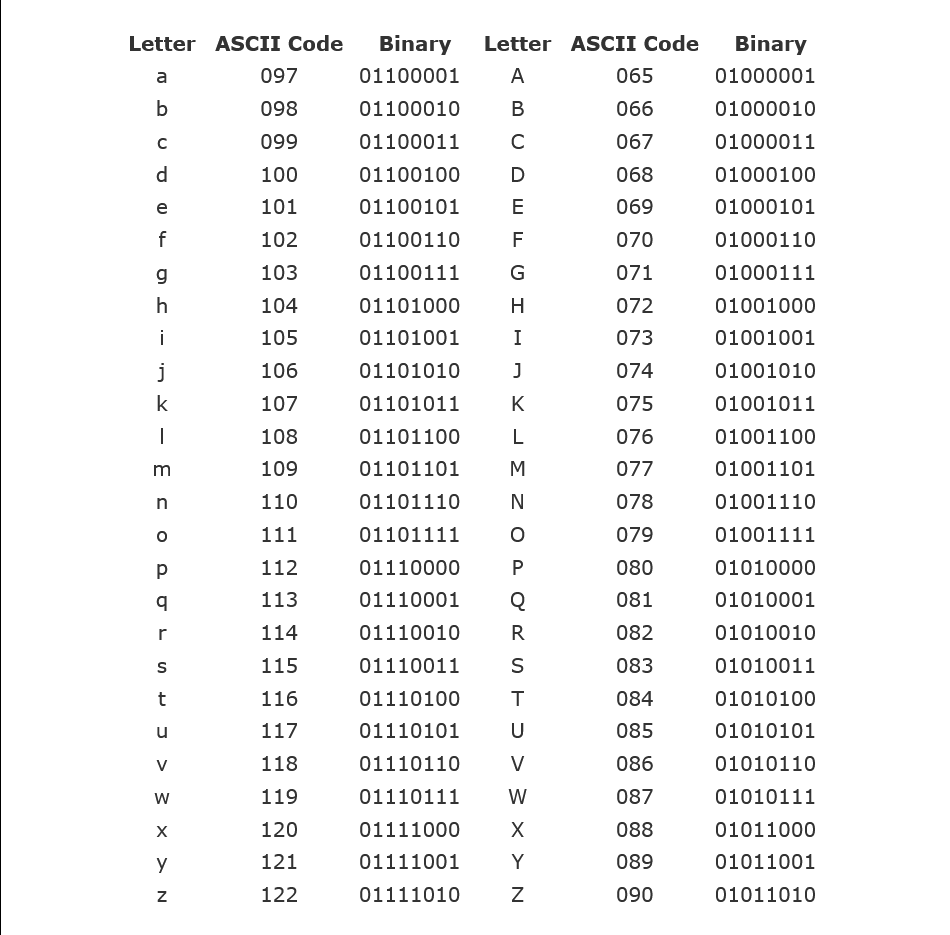 Letter ASCII Code Binary Letter ASCII Code Binary
a 097 01100001 A 065 01000001
b 098 01100010 B 066 01000010
c 099 01100011 C 067 01000011
d 100 01100100 D 068 01000100
e 101 01100101 E 069 01000101
f 102 01100110 F 070 01000110
g 103 01100111 G 071 01000111
h 104 01101000 H 072 01001000
i 105 01101001 I 073 01001001
j 106 01101010 J 074 01001010
k 107 01101011 K 075 01001011
l 108 01101100 L 076 01001100
m 109 01101101 M 077 01001101
n 110 01101110 N 078 01001110
o 111 01101111 O 079 01001111
p 112 01110000 P 080 01010000
q 113 01110001 Q 081 01010001
r 114 01110010 R 082 01010010
s 115 01110011 S 083 01010011
t 116 01110100 T 084 01010100
u 117 01110101 U 085 01010101
v 118 01110110 V 086 01010110
w 119 01110111 W 087 01010111
x 120 01111000 X 088 01011000
y 121 01111001 Y 089 01011001
z 122 01111010 Z 090 01011010